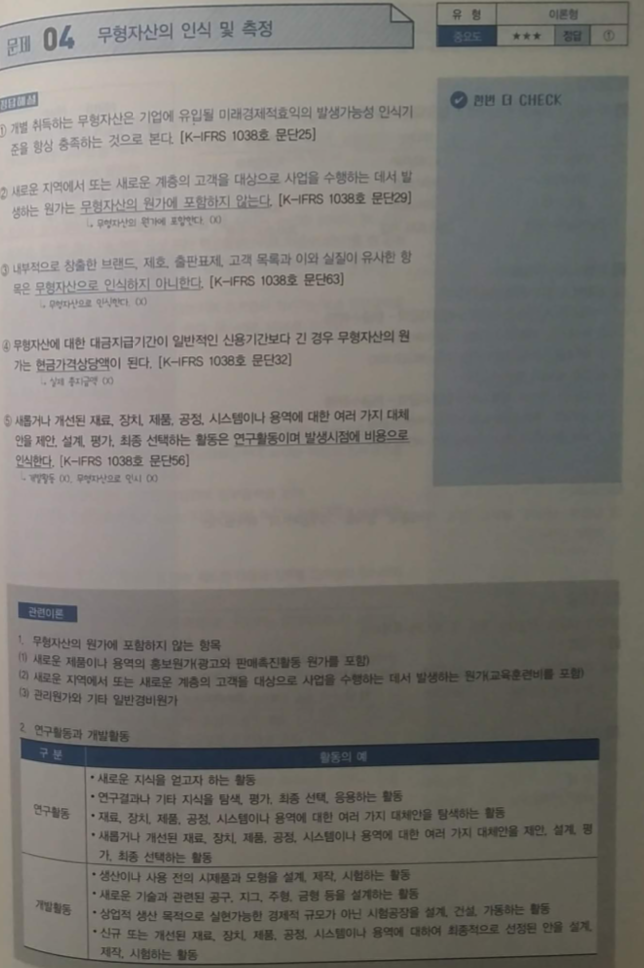 문제 04 무형자산의 인식 및 측정
유 형 이론형
중요도 ★★★ 정답 ①
정답해설
① 개별 취득하는 무형자산은 기업에 유입될 미래경제적효익의 발생가능성 인식기
준을 항상 충족하는 것으로 본다. [K-IFRS 1038호 문단25]
② 새로운 지역에서 또는 새로운 계층의 고객을 대상으로 사업을 수행하는 데서 발
생하는 원가는 무형자산의 원가에 포함하지 않는다. [K-IFRS 1038호 문단29]
↳ 무형자산의 원가에 포함한다. (X)
③ 내부적으로 창출한 브랜드, 제호, 출판표제, 고객 목록과 이와 실질이 유사한 항
목은 무형자산으로 인식하지 아니한다. [K-IFRS 1038호 문단63]
↳ 무형자산으로 인식한다. (X)
④ 무형자산에 대한 대금지급기간이 일반적인 신용기간보다 긴 경우 무형자산의 원
가는 현금가격상당액이 된다. [K-IFRS 1038호 문단32]
↳ 실제 총지급액 (X)
⑤ 새롭거나 개선된 재료, 장치, 제품, 공정, 시스템이나 용역에 대한 여러 가지 대체
안을 제안, 설계, 평가, 최종 선택하는 활동은 연구활동이며 발생시점에 비용으로
인식한다. [K-IFRS 1038호 문단56]
↳ 개발활동 (X), 무형자산으로 인식 (X)
한번 더 CHECK
관련이론
1. 무형자산의 원가에 포함하지 않는 항목
(1) 새로운 제품이나 용역의 홍보원가(광고와 판매촉진활동 원가를 포함)
(2) 새로운 지역에서 또는 새로운 계층의 고객을 대상으로 사업을 수행하는 데서 발생하는 원가(교육훈련비를 포함)
(3) 관리원가와 기타 일반경비원가
2. 연구활동과 개발활동
구 분 활동의 예
연구활동
• 새로운 지식을 얻고자 하는 활동
• 연구결과나 기타 지식을 탐색, 평가, 최종 선택, 응용하는 활동
• 재료, 장치, 제품, 공정, 시스템이나 용역에 대한 여러 가지 대체안을 탐색하는 활동
• 새롭거나 개선된 재료, 장치, 제품, 공정, 시스템이나 용역에 대한 여러 가지 대체안을 제안, 설계, 평
가, 최종 선택하는 활동
개발활동
• 생산이나 사용 전의 시제품과 모형을 설계, 제작, 시험하는 활동
• 새로운 기술과 관련된 공구, 지그, 주형, 금형 등을 설계하는 활동
• 상업적 생산 목적으로 실현가능한 경제적 규모가 아닌 시험공장을 설계, 건설, 가동하는 활동
• 신규 또는 개선된 재료, 장치, 제품, 공정, 시스템이나 용역에 대하여 최종적으로 선정된 안을 설계,
제작, 시험하는 활동